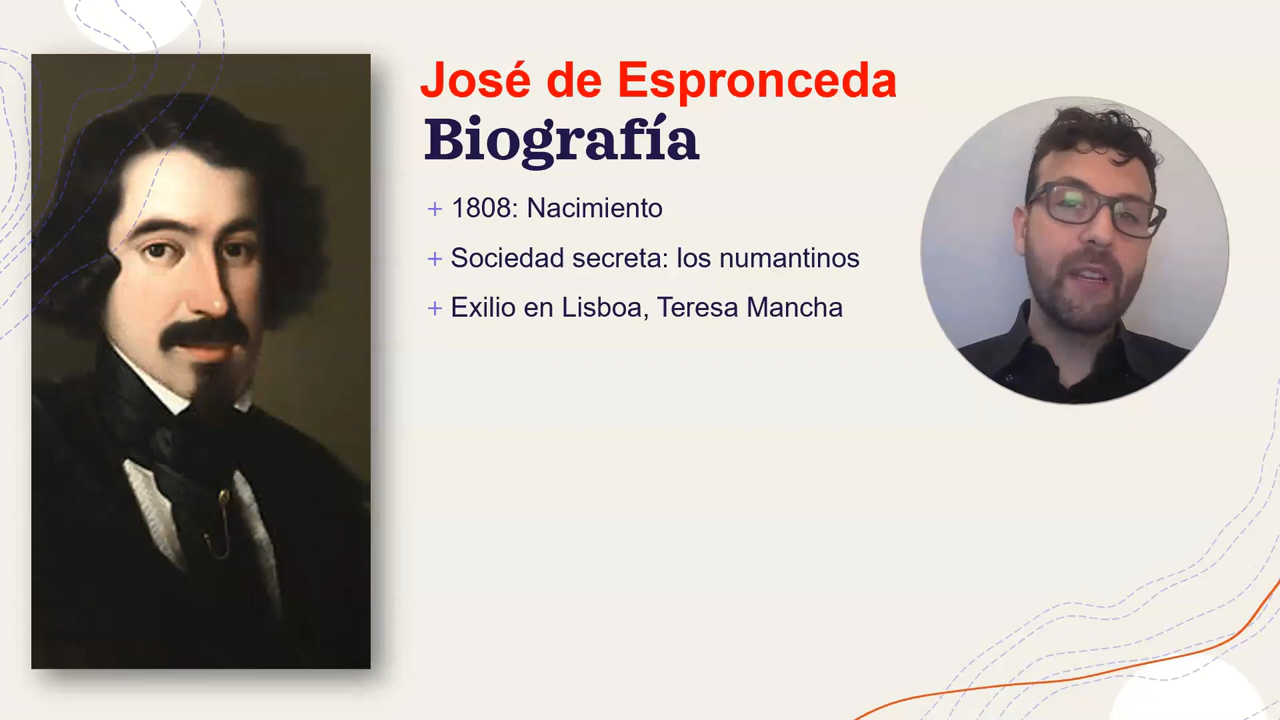 José de Espronceda
Biografía
+ 1808: Nacimiento
+ Sociedad secreta: los numantinos
+ Exilio en Lisboa, Teresa Mancha